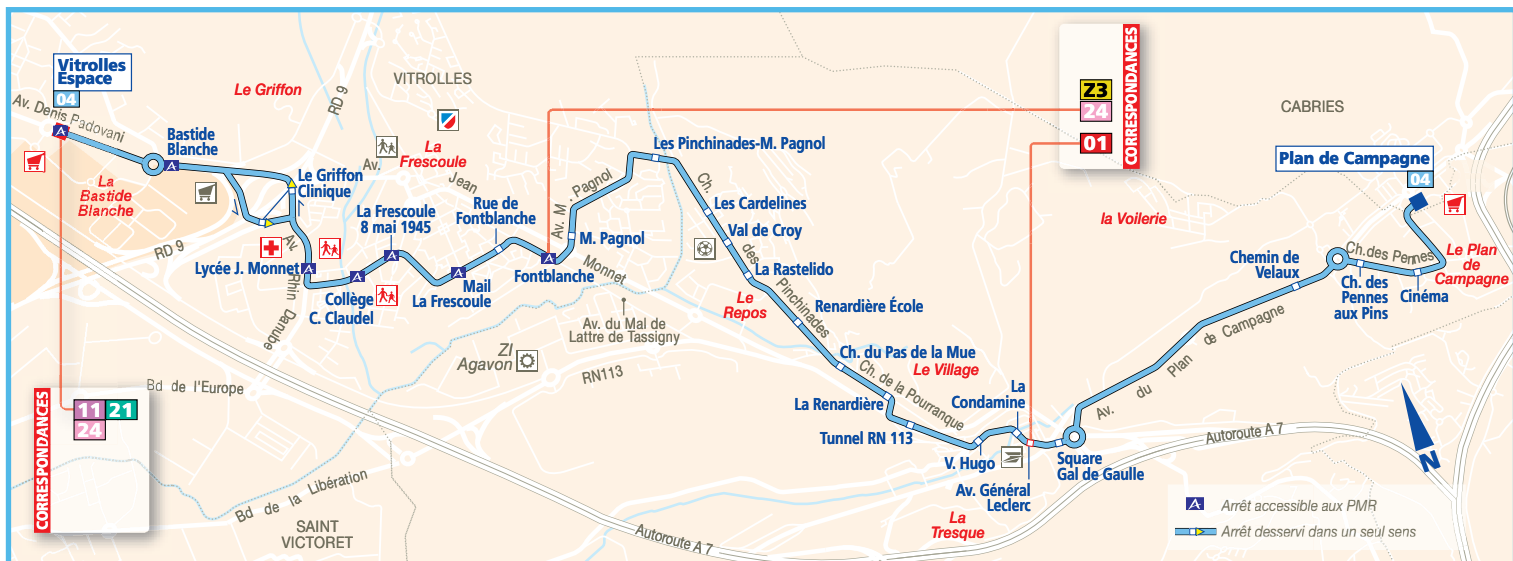 Vitrolles
Espace
04
Av. Denis Padovani
Bastide
Blanche
La
Bastide
Blanche
Le Griffon
RD 9
VITROLLES
Le Griffon
Clinique
La
Frescoule
Av.
Jean
Monnet
RD 9
Av.
Rhin Danube
Lycée J. Monnet
La Frescoule
8 mai 1945
Collège
C. Claudel
Mail
La Frescoule
Rue de
Fontblanche
Fontblanche
Av. M. Pagnol
M. Pagnol
Les Pinchinades-M. Pagnol
Ch.
des
Pinchinades
Les Cardelines
Val de Croy
La Rastelido
Le
Repos
Renardière École
Ch. du Pas de la Mue
Le Village
Ch. de la Pourranque
La Renardière
Tunnel RN 113
V. Hugo
La
Condamine
Av. Général
Leclerc
La
Tresque
Square
Gal de Gaulle
Av. du Plan de Campagne
Chemin de
Velaux
Ch. des Pennes
Ch. des
Pennes
aux Pins
Cinéma
Le Plan
de
Campagne
Plan de Campagne
04
CABRIES
la Voilerie
Z3
24
01
CORRESPONDANCES
Av. du Mal de
Lattre de Tassigny
ZI
Agavon
RN113
Bd de l'Europe
CORRESPONDANCES
11 21
24
Bd de la Libération
SAINT
VICTORET
Autoroute A 7
Autoroute A 7
N
A Arrêt accessible aux PMR
Arrêt desservi dans un seul sens